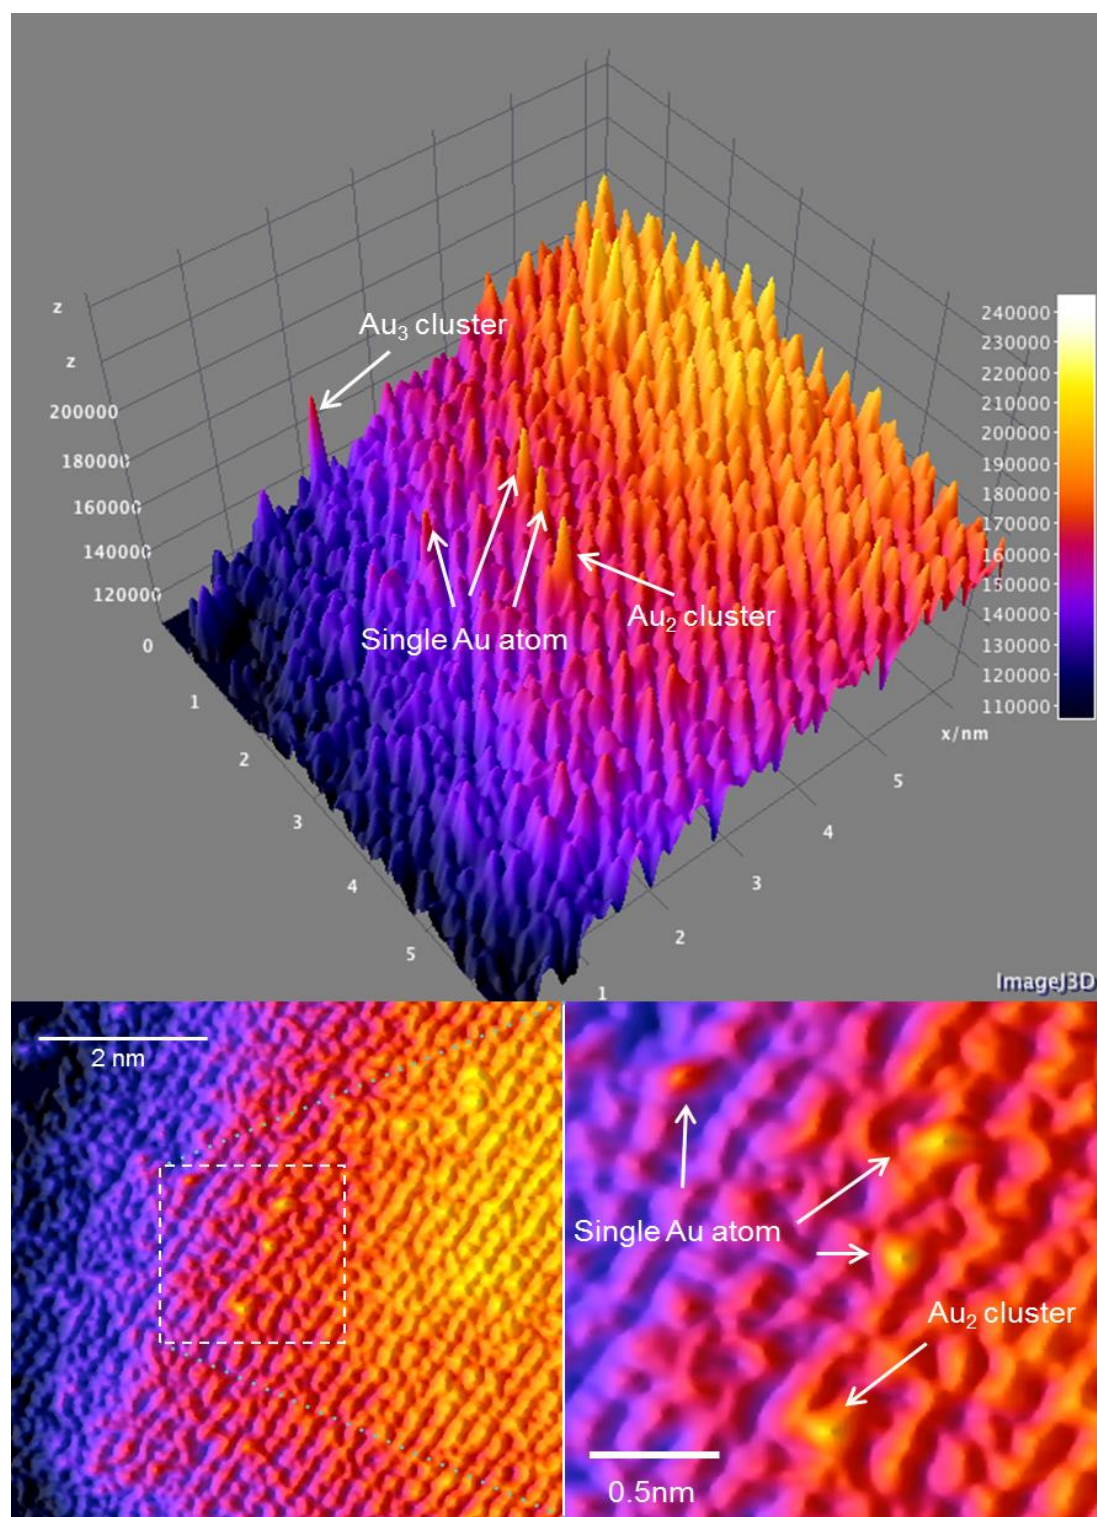 z
Au₃ cluster
z
200000
180000
160000
140000
120000
0
1
2
3
4
5
Single Au atom
Au₂ cluster
240000
230000
220000
210000
200000
190000
180000
170000
160000
150000
140000
130000
120000
110000
x/nm
5
4
3
2
1
ImageJ3D
2 nm
Single Au atom
Au₂ cluster
0.5nm